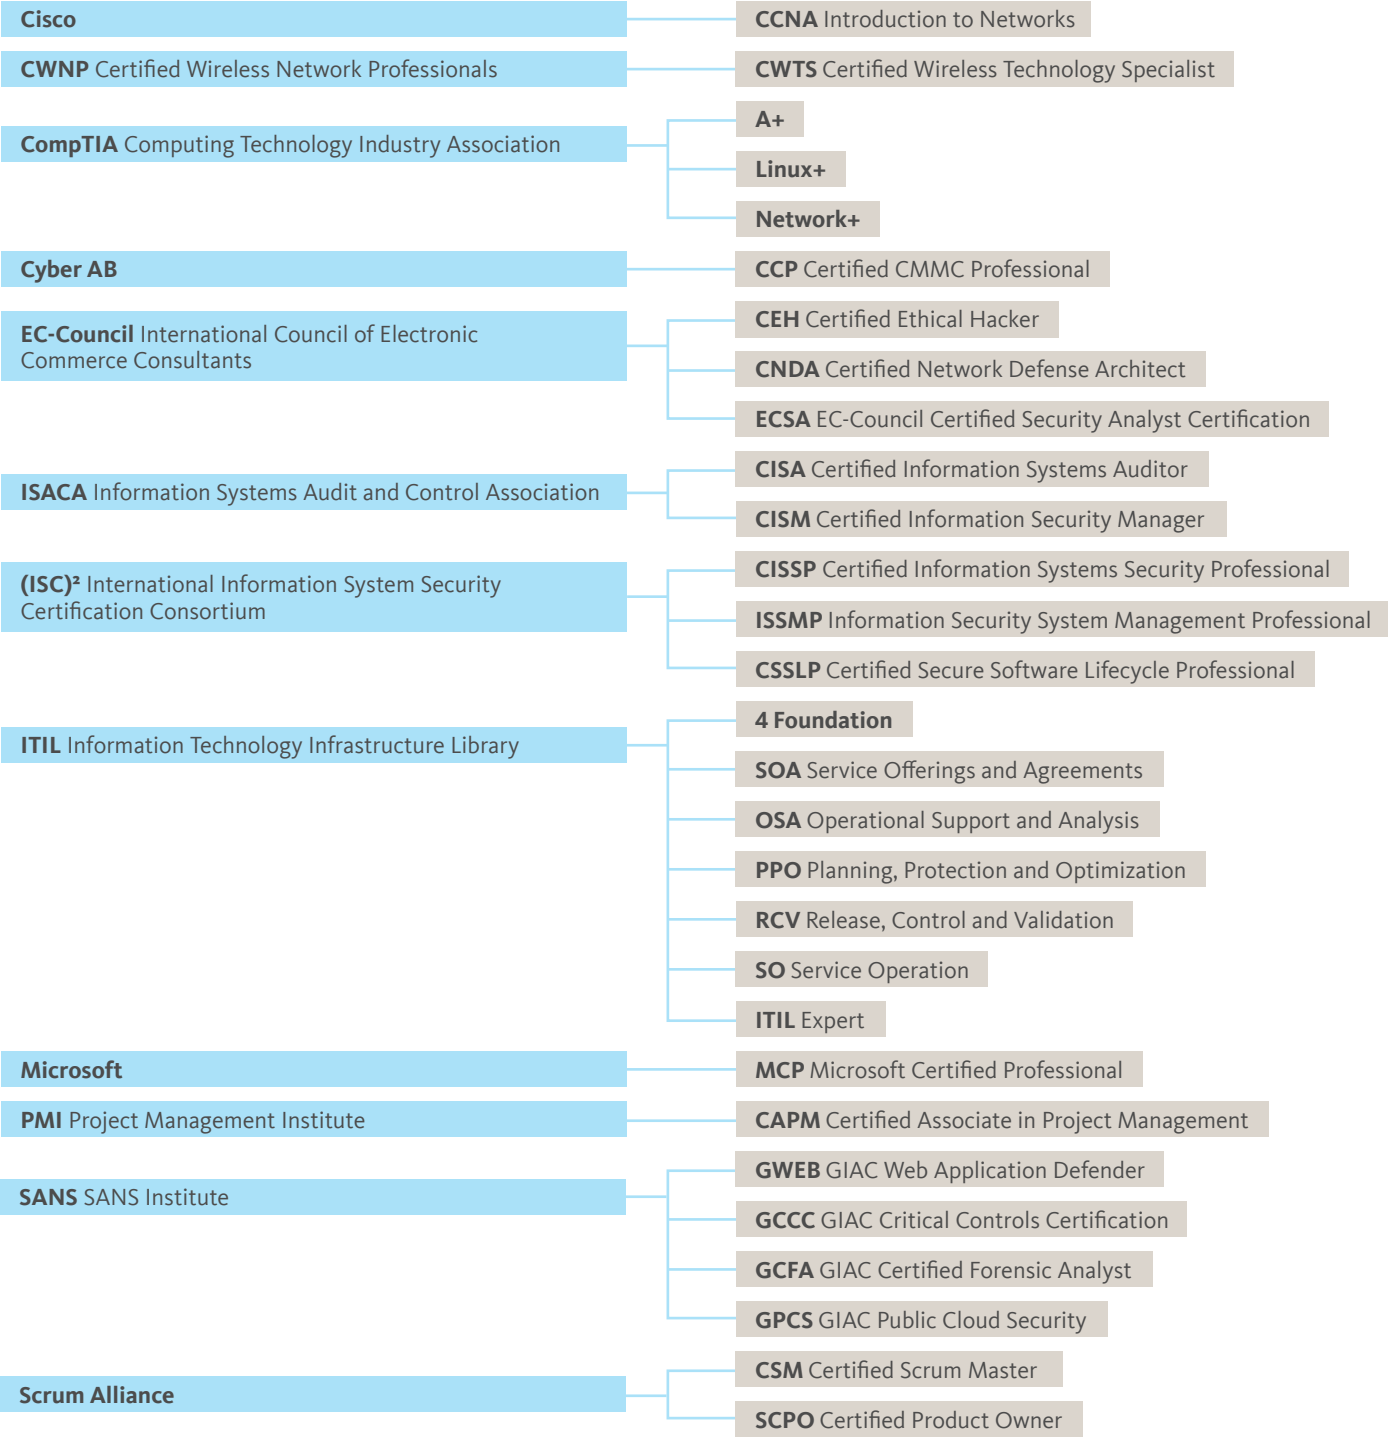 Cisco
CCNA Introduction to Networks
CWNP Certified Wireless Network Professionals
CWTS Certified Wireless Technology Specialist
CompTIA Computing Technology Industry Association
A+
Linux+
Network+
Cyber AB
CCP Certified CMMC Professional
EC-Council International Council of Electronic
Commerce Consultants
CEH Certified Ethical Hacker
CNDA Certified Network Defense Architect
ECSA EC-Council Certified Security Analyst Certification
ISACA Information Systems Audit and Control Association
CISA Certified Information Systems Auditor
CISM Certified Information Security Manager
(ISC)² International Information System Security
Certification Consortium
CISSP Certified Information Systems Security Professional
ISSMP Information Security System Management Professional
CSSLP Certified Secure Software Lifecycle Professional
ITIL Information Technology Infrastructure Library
4 Foundation
SOA Service Offerings and Agreements
OSA Operational Support and Analysis
PPO Planning, Protection and Optimization
RCV Release, Control and Validation
SO Service Operation
ITIL Expert
Microsoft
MCP Microsoft Certified Professional
PMI Project Management Institute
CAPM Certified Associate in Project Management
SANS SANS Institute
GWEB GIAC Web Application Defender
GCCC GIAC Critical Controls Certification
GCFA GIAC Certified Forensic Analyst
GPCS GIAC Public Cloud Security
Scrum Alliance
CSM Certified Scrum Master
SCPO Certified Product Owner